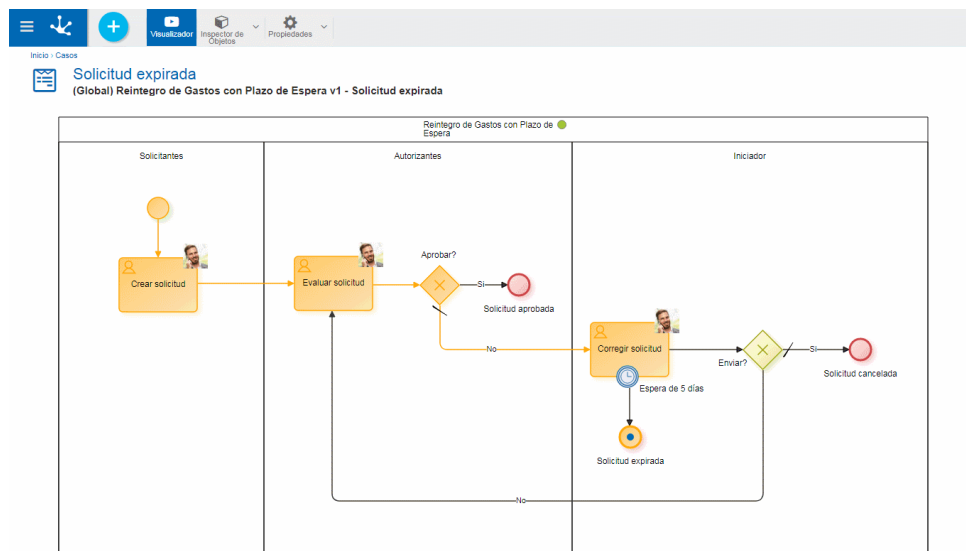 Visualizador
Inspector de
Objetos
Propiedades
Inicio › Casos
Solicitud expirada
(Global) Reintegro de Gastos con Plazo de Espera v1 - Solicitud expirada
Reintegro de Gastos con Plazo de
Espera
Solicitantes
Autorizantes
Iniciador
Aprobar?
Crear solicitud
Evaluar solicitud
Si
Solicitud aprobada
No
Corregir solicitud
Enviar?
Si
Solicitud cancelada
Espera de 5 días
Solicitud expirada
No